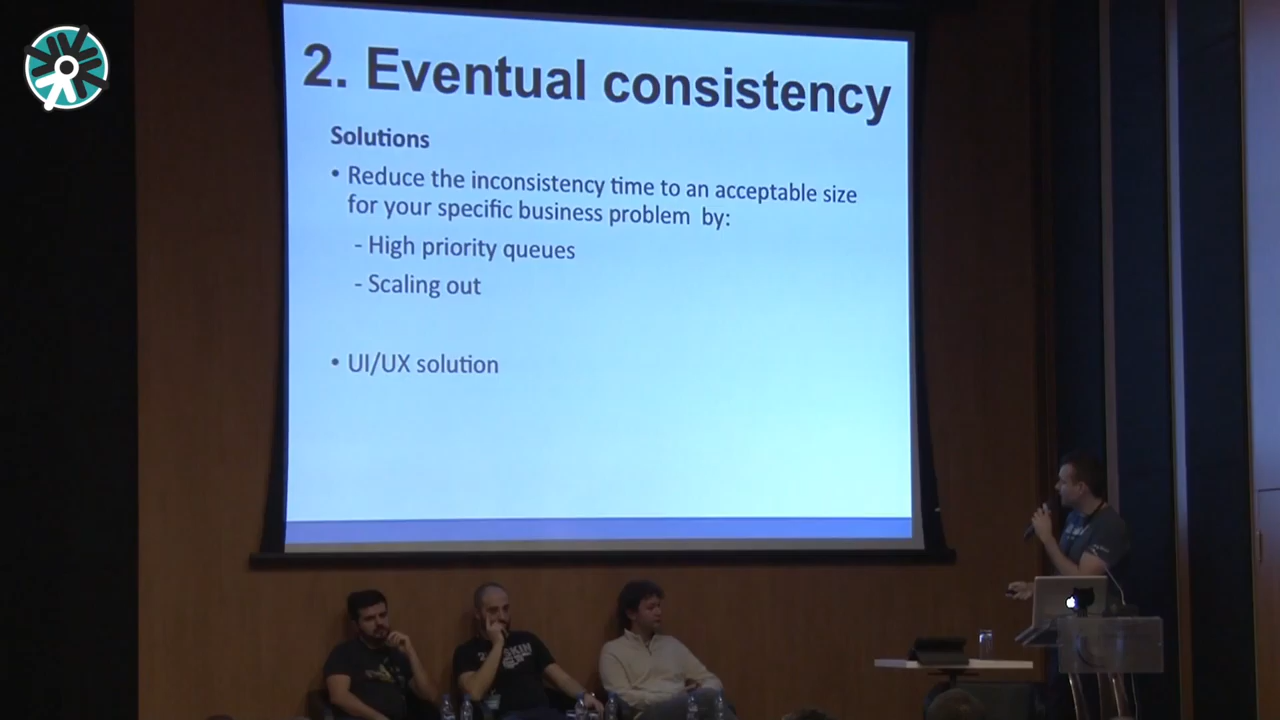 2. Eventual consistency
Solutions
• Reduce the inconsistency time to an acceptable size
for your specific business problem by:
- High priority queues
- Scaling out
• UI/UX solution
SKIN